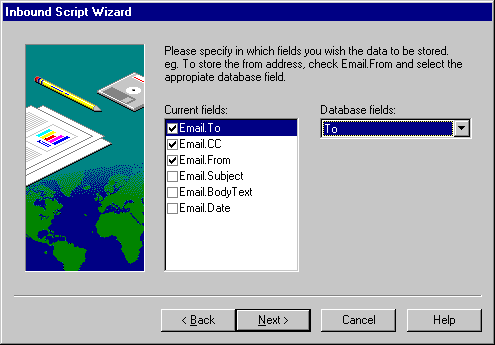 Inbound Script Wizard
Please specify in which fields you wish the data to be stored.
eg. To store the from address, check Email.From and select the
appropiate database field.
Current fields:
Database fields:
Email.To
To
Email.CC
Email.From
Email.Subject
Email.BodyText
Email.Date
< Back
Next >
Cancel
Help